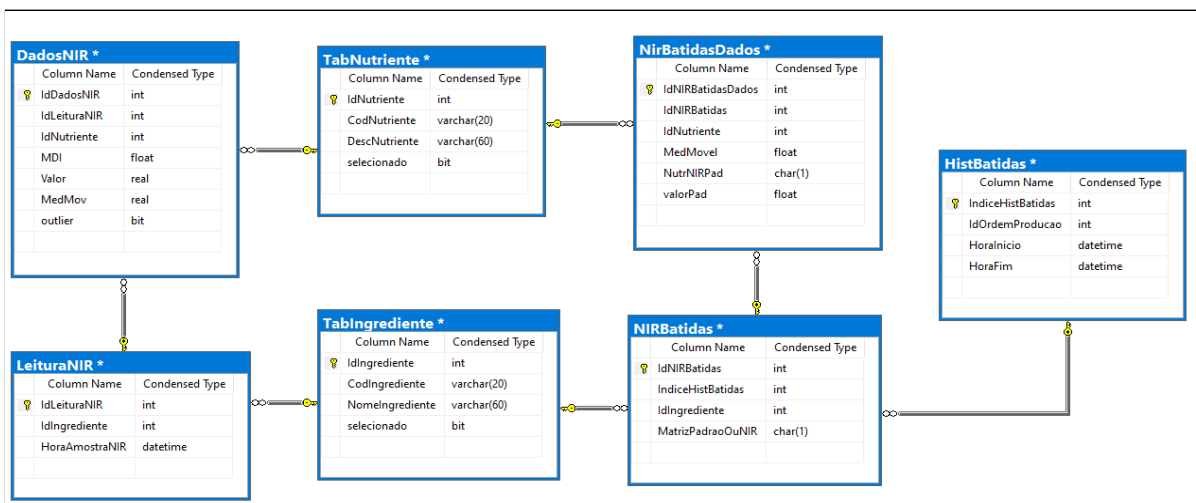 DadosNIR *
Column Name Condensed Type
IdDadosNIR int
IdLeituraNIR int
IdNutriente int
MDI float
Valor real
MedMov real
outlier bit
TabNutriente *
Column Name Condensed Type
IdNutriente int
CodNutriente varchar(20)
DescNutriente varchar(60)
selecionado bit
NirBatidasDados *
Column Name Condensed Type
IdNIRBatidasDados int
IdNIRBatidas int
IdNutriente int
MedMovel float
NutrNIRPad char(1)
valorPad float
HistBatidas *
Column Name Condensed Type
IndiceHistBatidas int
IdOrdemProducao int
HoraInicio datetime
HoraFim datetime
LeituraNIR *
Column Name Condensed Type
IdLeituraNIR int
IdIngrediente int
HoraAmostraNIR datetime
TabIngrediente *
Column Name Condensed Type
IdIngrediente int
CodIngrediente varchar(20)
NomeIngrediente varchar(60)
selecionado bit
NIRBatidas *
Column Name Condensed Type
IdNIRBatidas int
IndiceHistBatidas int
IdIngrediente int
MatrizPadraoOuNIR char(1)